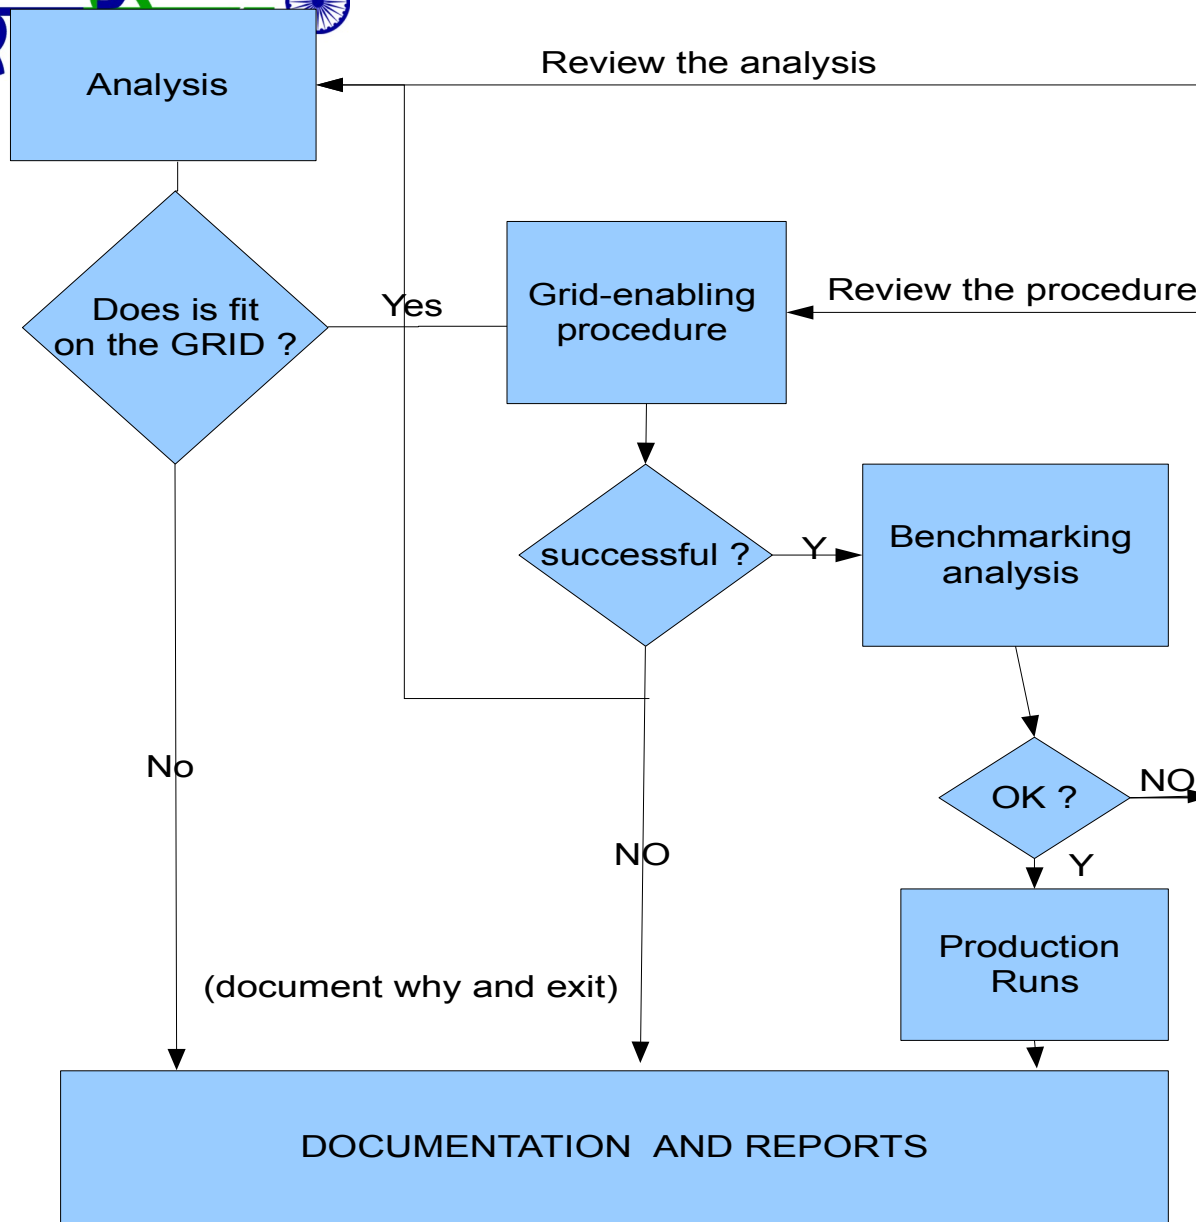 Review the analysis
Analysis
Does is fit
on the GRID ?
Yes
Grid-enabling
procedure
Review the procedure
successful ?
Y
Benchmarking
analysis
No
NO
OK ?
NO
Y
Production
Runs
(document why and exit)
DOCUMENTATION AND REPORTS